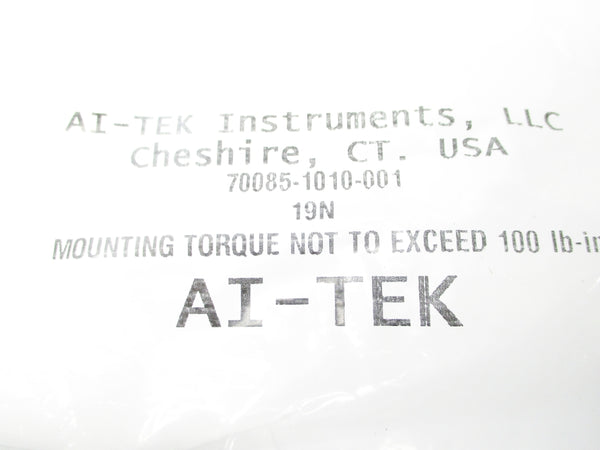 AI-TEK Instruments, LLC
Cheshire, CT. USA
70085-1010-001
19N
MOUNTING TORQUE NOT TO EXCEED 100 lb-in
AI-TEK